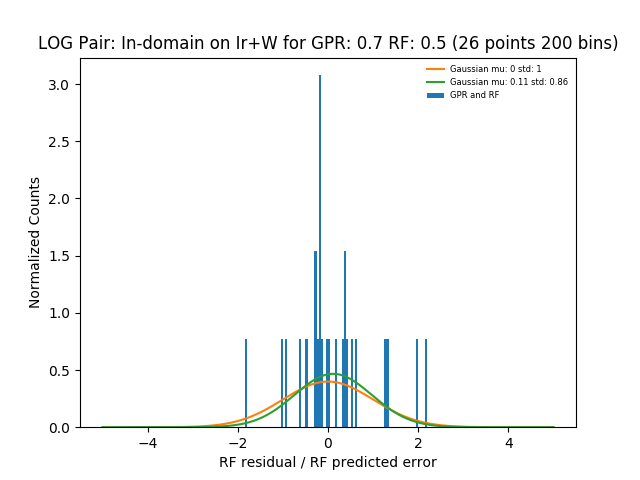 LOG Pair: In-domain on Ir+W for GPR: 0.7 RF: 0.5 (26 points 200 bins)
Gaussian mu: 0 std: 1
Gaussian mu: 0.11 std: 0.86
GPR and RF
Normalized Counts
3.0
2.5
2.0
1.5
1.0
0.5
0.0
−4 −2 0 2 4
RF residual / RF predicted error